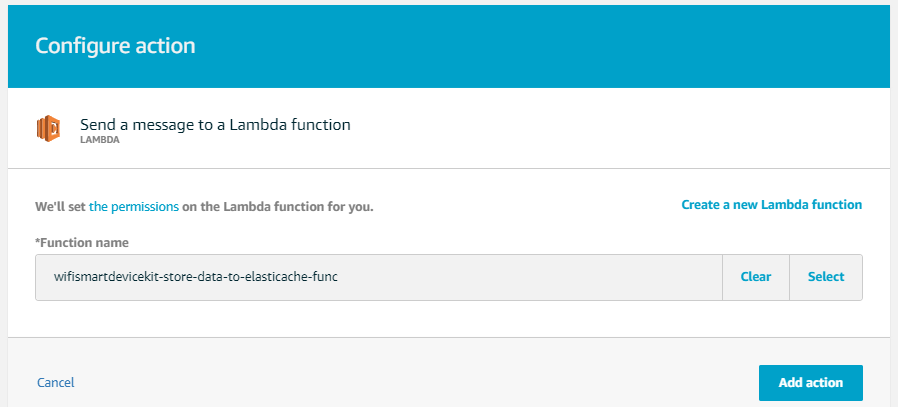 Configure action
Send a message to a Lambda function
LAMBDA
We'll set the permissions on the Lambda function for you.
Create a new Lambda function
*Function name
wifismartdevicekit-store-data-to-elasticache-func
Clear
Select
Cancel
Add action